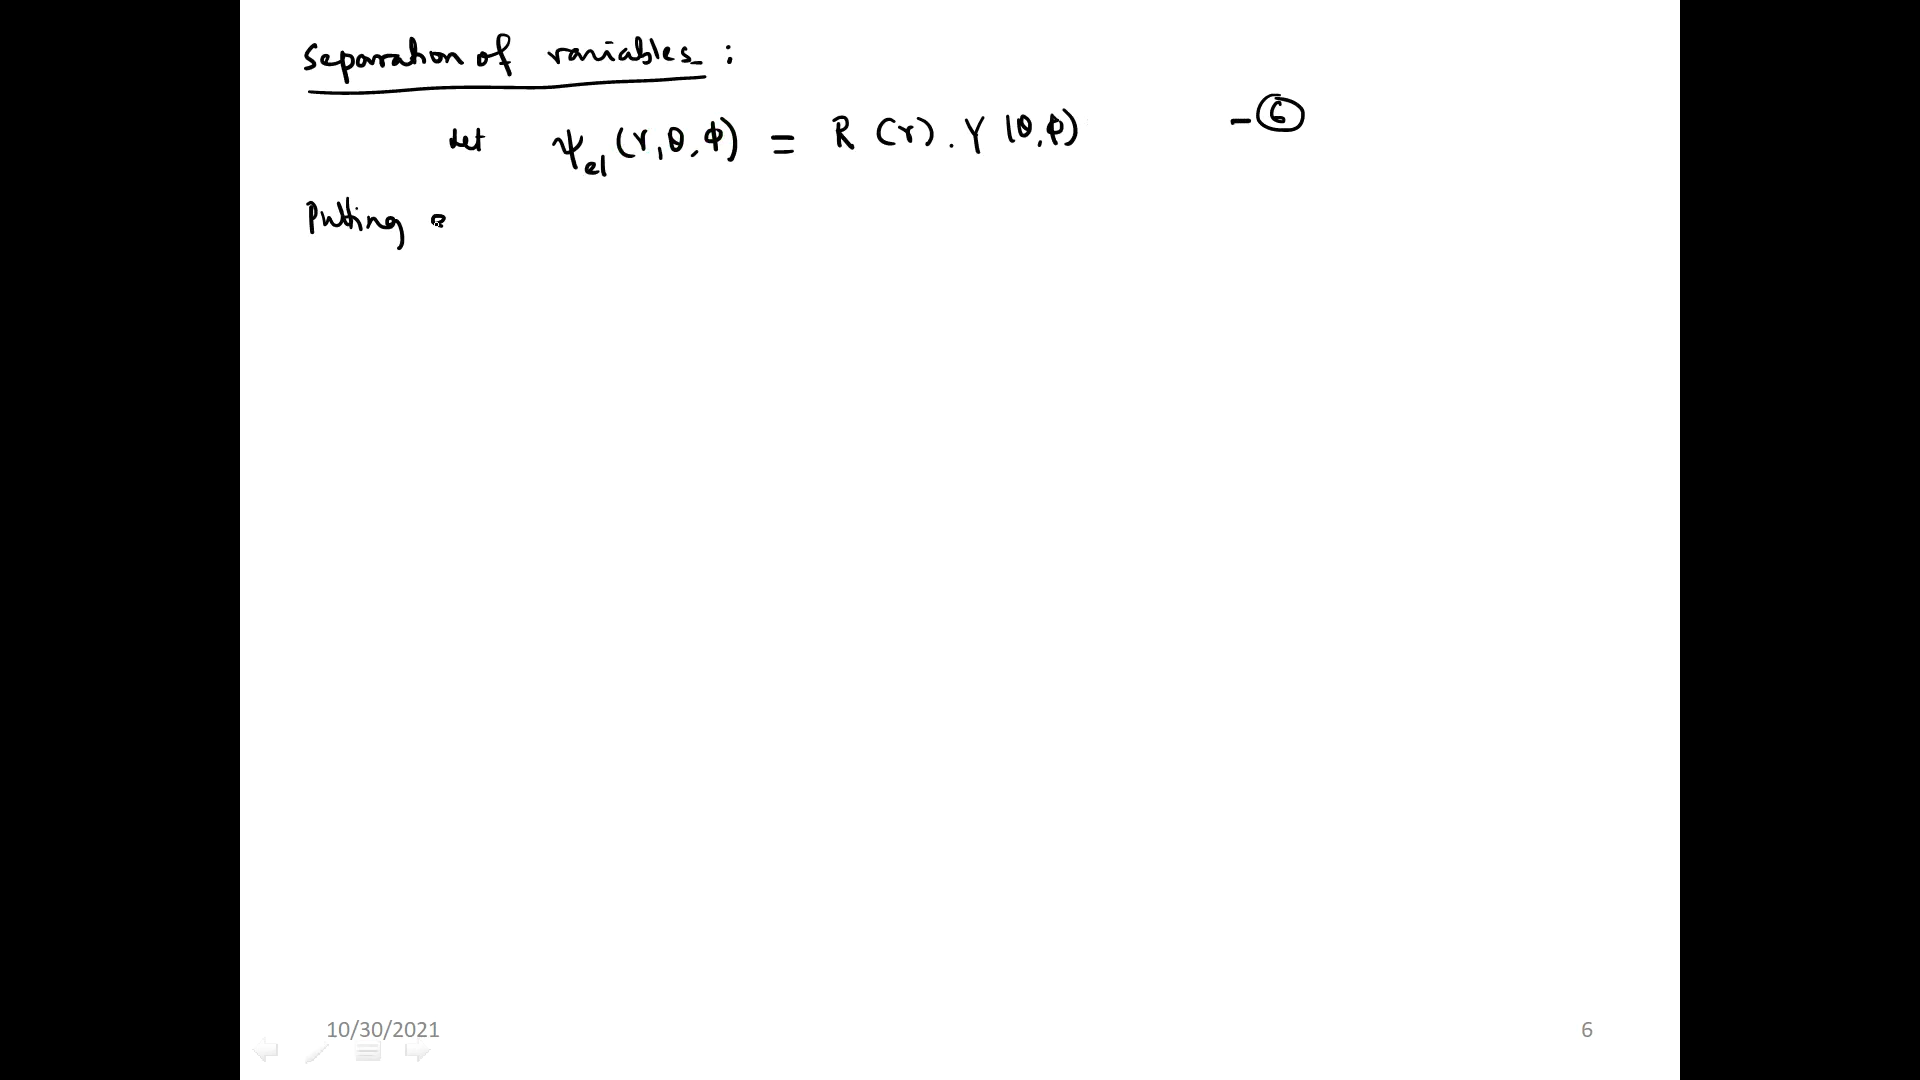 Separation of variables :
Let ψel (r, θ, φ) = R (r) . Y (θ, φ) - 6
Putting
10/30/2021 6